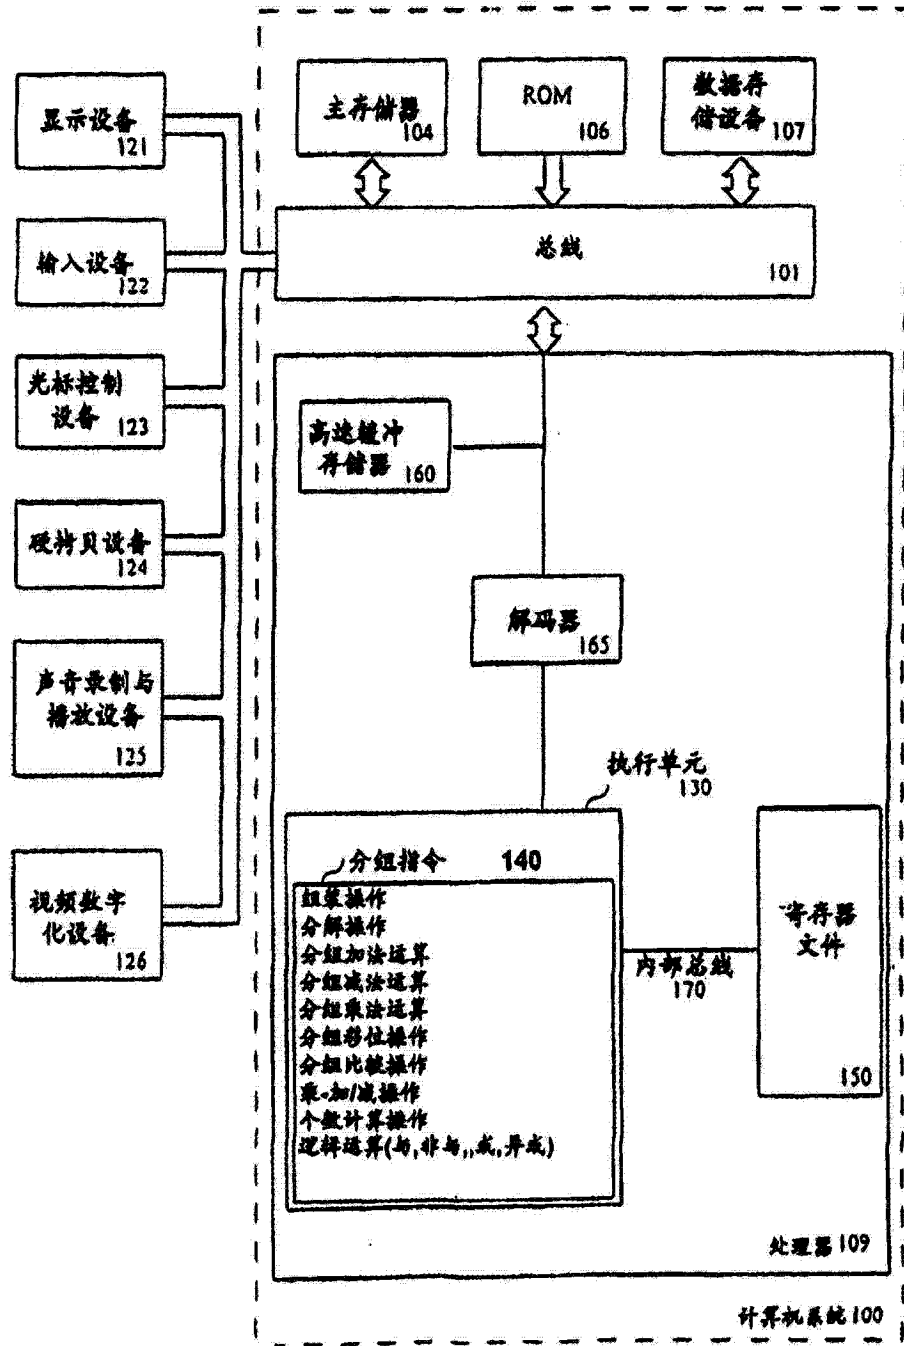 显示设备
121
输入设备
122
光标控制
设备
123
硬拷贝设备
124
声音录制与
播放设备
125
视频数字
化设备
126
主存储器
104
ROM
106
数据存
储设备
107
总线
101
高速缓冲
存储器
160
解码器
165
执行单元
130
分组指令 140
组装操作
分解操作
分组加法运算
分组减法运算
分组乘法运算
分组移位操作
分组比较操作
乘-加/减操作
个数计算操作
逻辑运算(与,非与,,或,异或)
内部总线
170
寄存器
文件
150
处理器109
计算机系统100